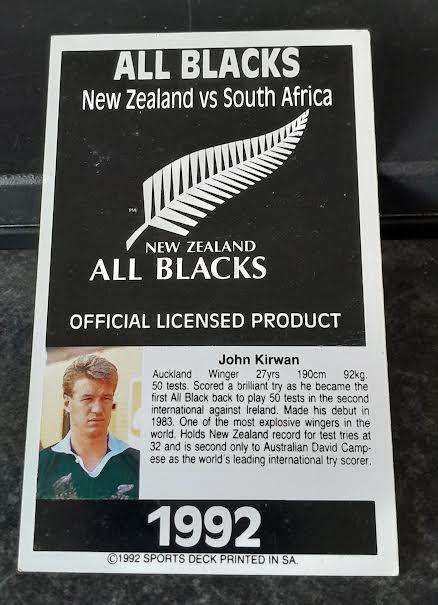 ALL BLACKS
New Zealand vs South Africa
NEW ZEALAND
ALL BLACKS
OFFICIAL LICENSED PRODUCT
John Kirwan
Auckland Winger 27yrs 190cm 92kg.
50 tests. Scored a brilliant try as he became the
first All Black back to play 50 tests in the second
international against Ireland. Made his debut in
1983. One of the most explosive wingers in the
world. Holds New Zealand record for test tries at
32 and is second only to Australian David Camp-
ese as the world's leading international try scorer.
1992
©1992 SPORTS DECK PRINTED IN SA.